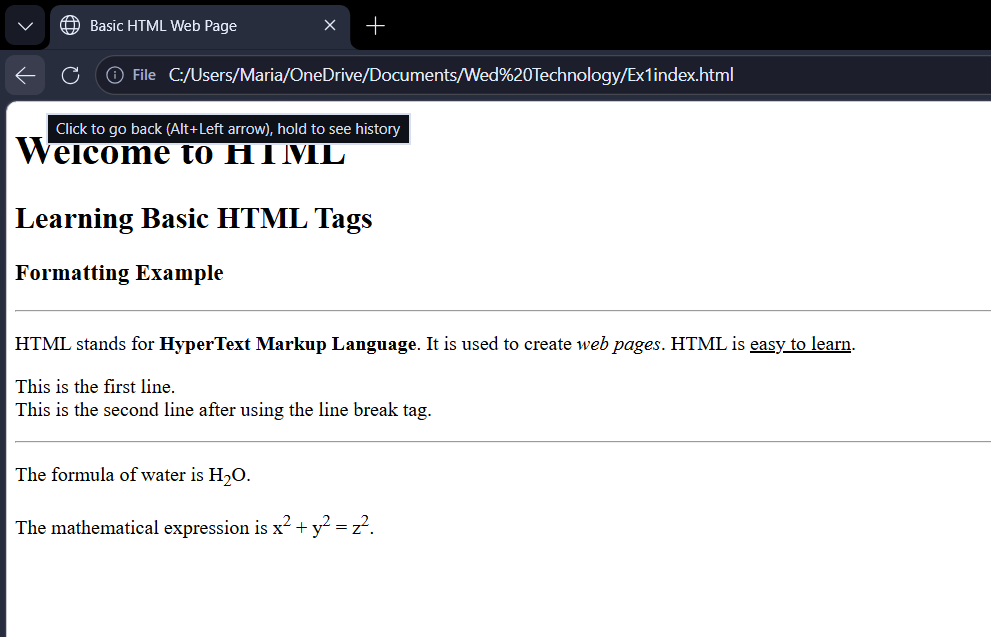 Basic HTML Web Page
File C:/Users/Maria/OneDrive/Documents/Wed%20Technology/Ex1index.html
Click to go back (Alt+Left arrow), hold to see history
Welcome to HTML
Learning Basic HTML Tags
Formatting Example
HTML stands for HyperText Markup Language. It is used to create web pages. HTML is easy to learn.
This is the first line.
This is the second line after using the line break tag.
The formula of water is H₂O.
The mathematical expression is x² + y² = z².